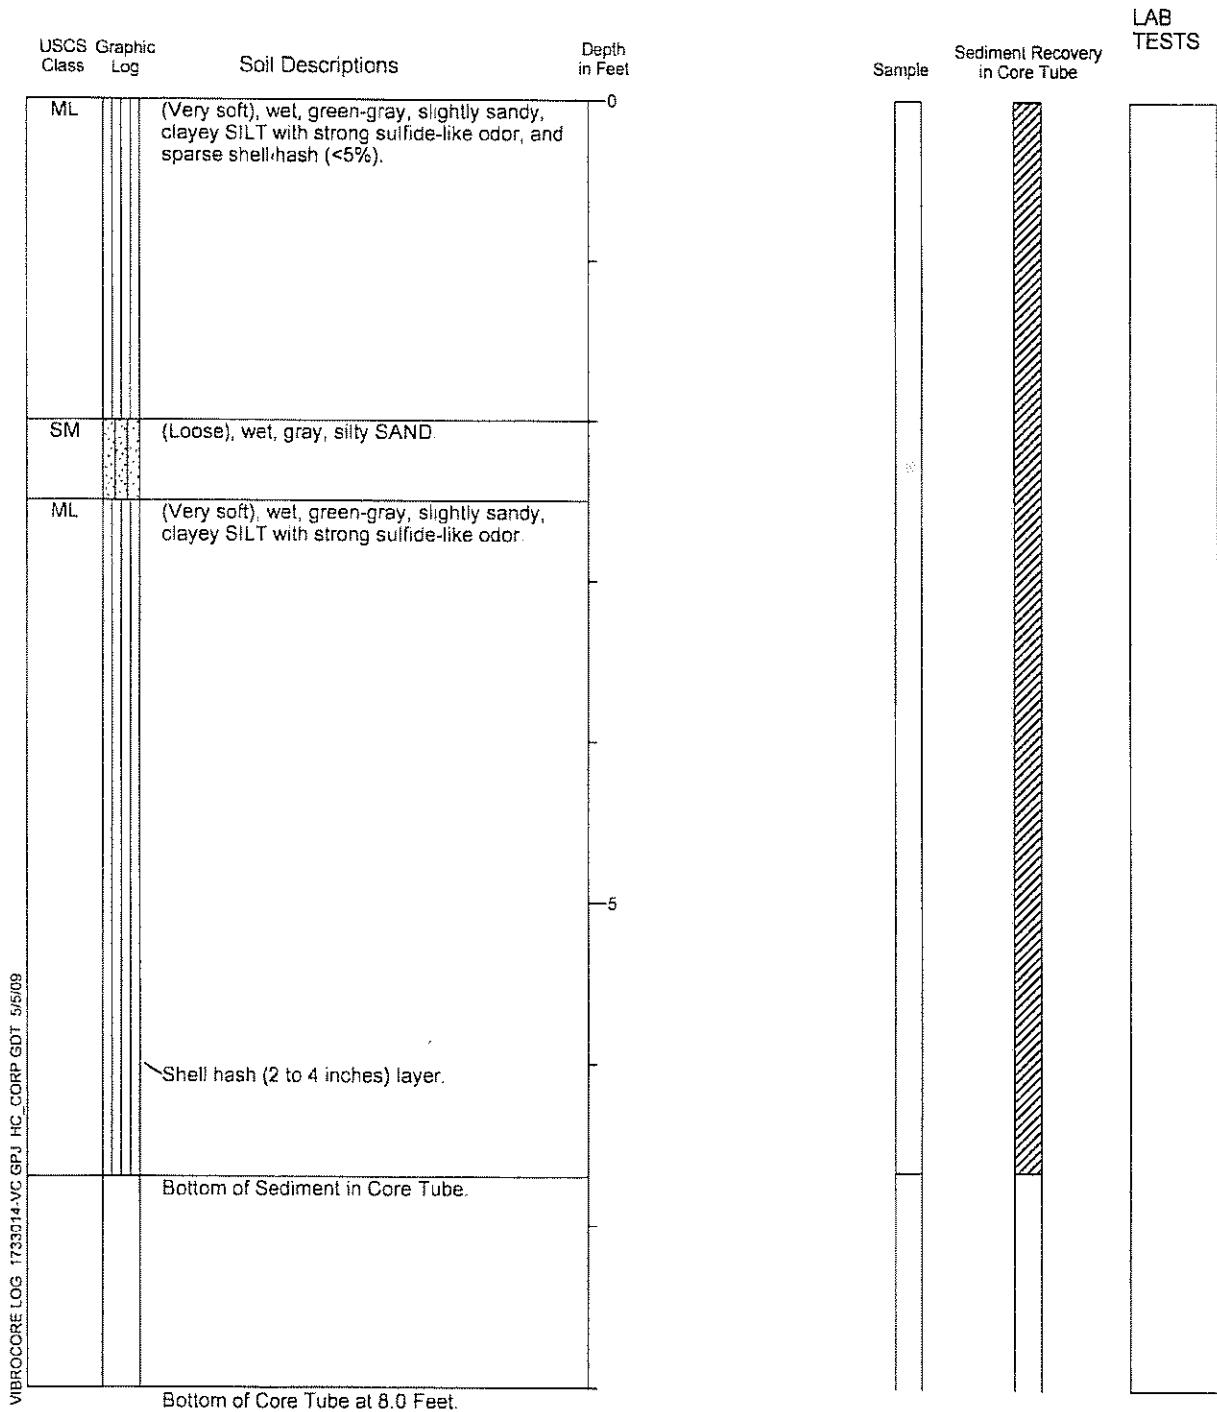 LAB
TESTS
USCS Graphic
Class Log
Soil Descriptions
Depth
in Feet
Sample
Sediment Recovery
in Core Tube
ML
(Very soft), wet, green-gray, slightly sandy,
clayey SILT with strong sulfide-like odor, and
sparse shell hash (<5%).
0
SM
(Loose), wet, gray, silty SAND.
ML
(Very soft), wet, green-gray, slightly sandy,
clayey SILT with strong sulfide-like odor.
5
Shell hash (2 to 4 inches) layer.
Bottom of Sediment in Core Tube.
Bottom of Core Tube at 8.0 Feet.
VIBROCORE LOG 1733014-VC GPJ HC_CORP GDT 5/5/09